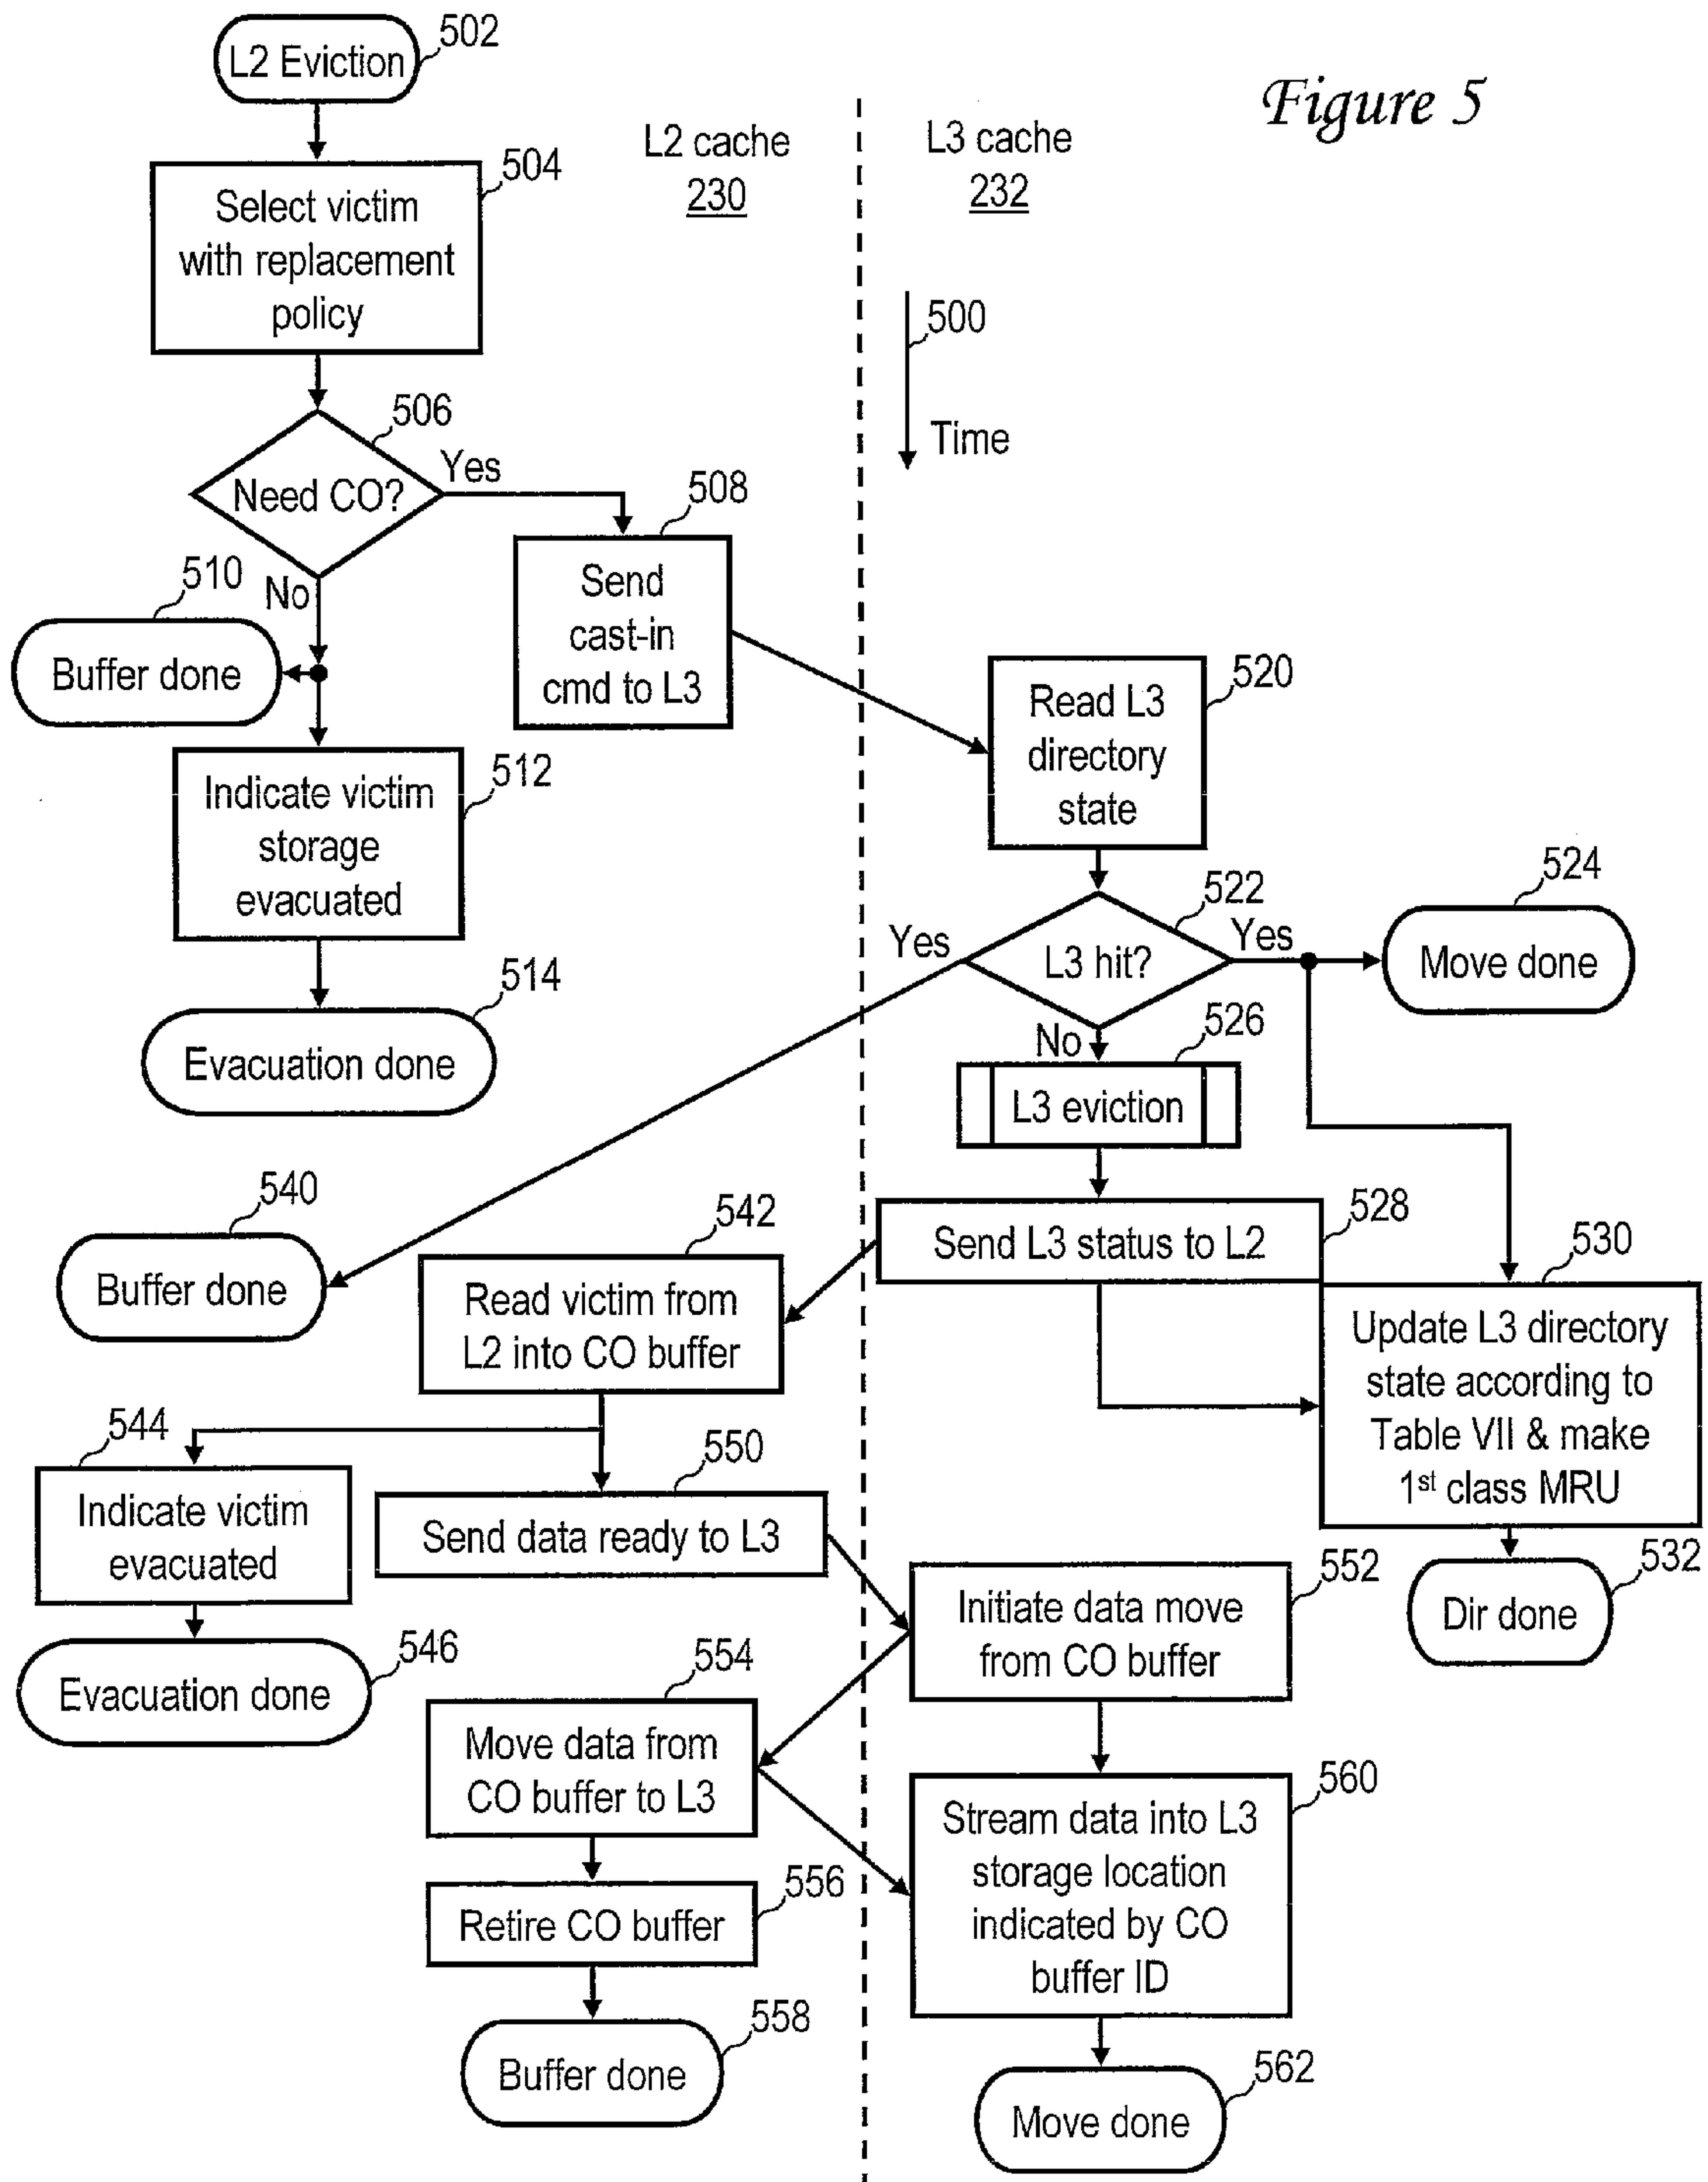 Figure 5
L2 Eviction
502
L2 cache
230
L3 cache
232
504
Select victim
with replacement
policy
500
Time
506
Need CO?
Yes
No
508
Send
cast-in
cmd to L3
510
Buffer done
512
Indicate victim
storage
evacuated
514
Evacuation done
520
Read L3
directory
state
522
L3 hit?
Yes
Yes
No
524
Move done
526
L3 eviction
528
Send L3 status to L2
530
Update L3 directory
state according to
Table VII & make
1st class MRU
532
Dir done
540
Buffer done
542
Read victim from
L2 into CO buffer
544
Indicate victim
evacuated
546
Evacuation done
550
Send data ready to L3
552
Initiate data move
from CO buffer
554
Move data from
CO buffer to L3
556
Retire CO buffer
558
Buffer done
560
Stream data into L3
storage location
indicated by CO
buffer ID
562
Move done